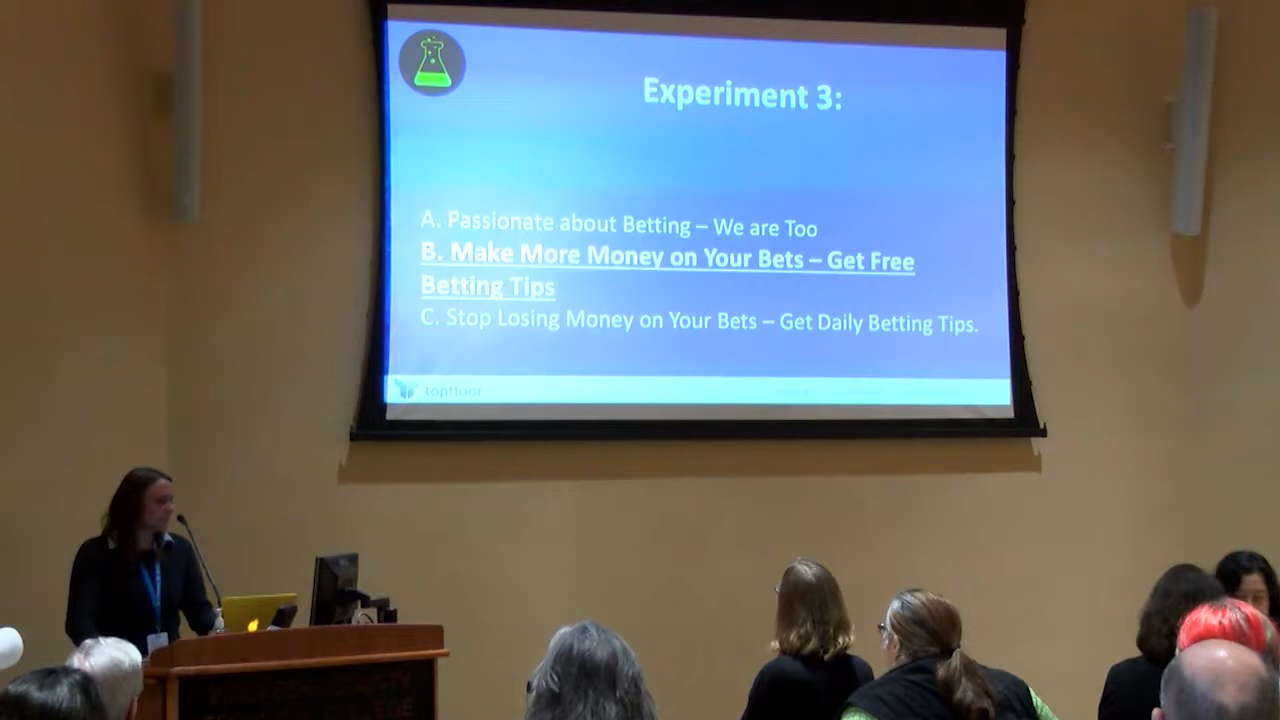 Experiment 3:
A. Passionate about Betting – We are Too
B. Make More Money on Your Bets – Get Free
Betting Tips
C. Stop Losing Money on Your Bets – Get Daily Betting Tips.
topfloor